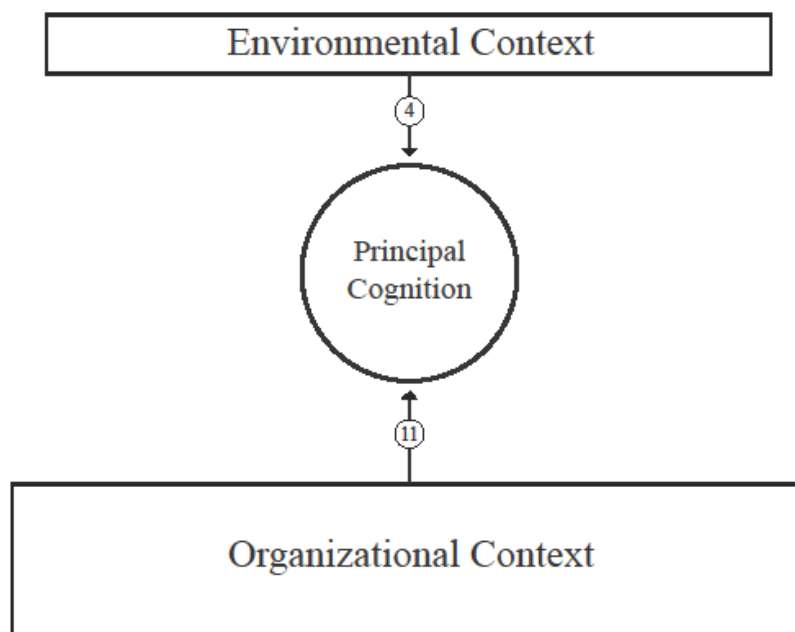 Environmental Context
4
Principal
Cognition
11
Organizational Context